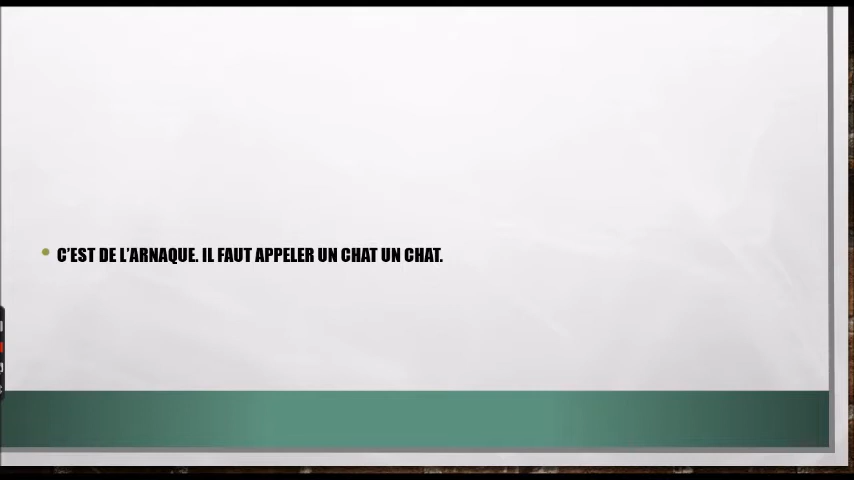 C'EST DE L'ARNAQUE. IL FAUT APPELER UN CHAT UN CHAT.